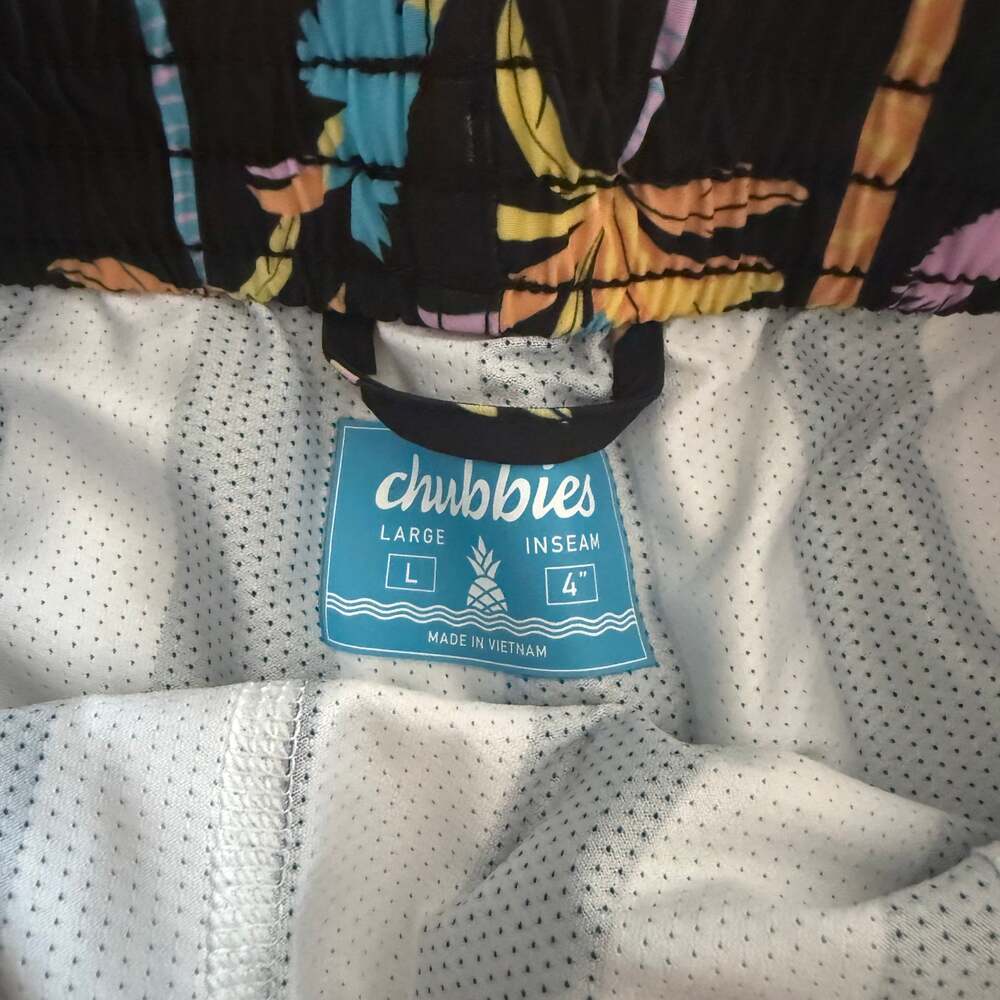 chubbies
LARGE INSEAM
L 4"
MADE IN VIETNAM